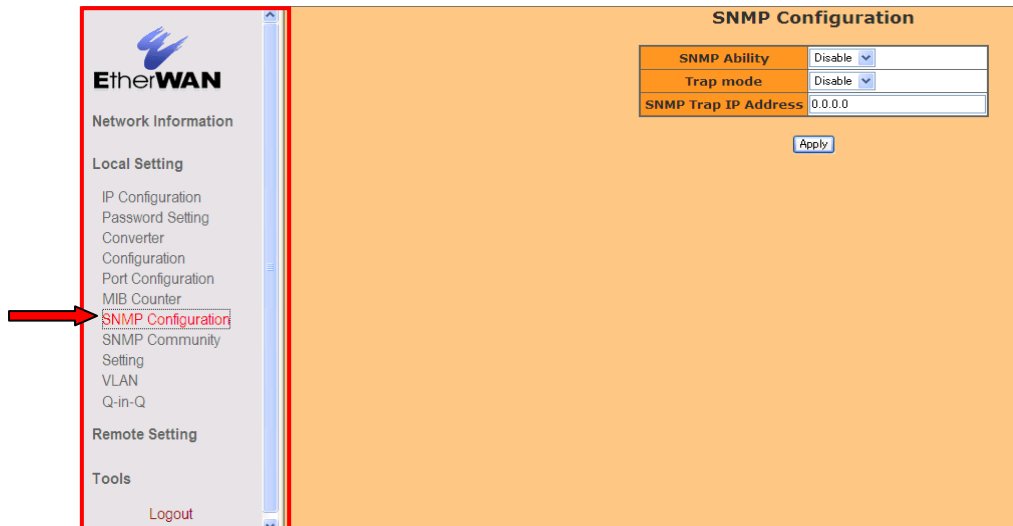 EtherWAN
Network Information
Local Setting
IP Configuration
Password Setting
Converter
Configuration
Port Configuration
MIB Counter
SNMP Configuration
SNMP Community
Setting
VLAN
Q-in-Q
Remote Setting
Tools
Logout
SNMP Configuration
SNMP Ability Disable
Trap mode Disable
SNMP Trap IP Address 0.0.0.0
Apply